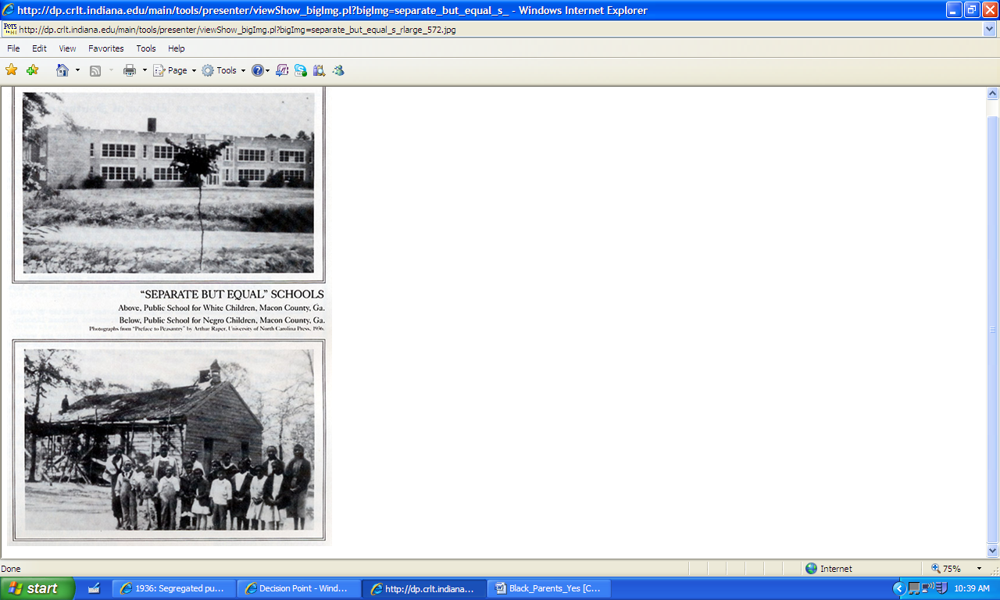 http://dp.crlt.indiana.edu/main/tools/presenter/viewShow_bigImg.pl?bigImg=separate_but_equal_s_ - Windows Internet Explorer
http://dp.crlt.indiana.edu/main/tools/presenter/viewShow_bigImg.pl?bigImg=separate_but_equal_s_rlarge_572.jpg
File Edit View Favorites Tools Help
Page Tools
"SEPARATE BUT EQUAL" SCHOOLS
Above, Public School for White Children, Macon County, Ga.
Below, Public School for Negro Children, Macon County, Ga.
Photographs from "Preface to Peasantry" by Arthur Raper, University of North Carolina Press, 1936.
Done Internet 75%
start 1936: Segregated pu... Decision Point - Wind... http://dp.crlt.indiana... Black_Parents_Yes [C... 10:39 AM